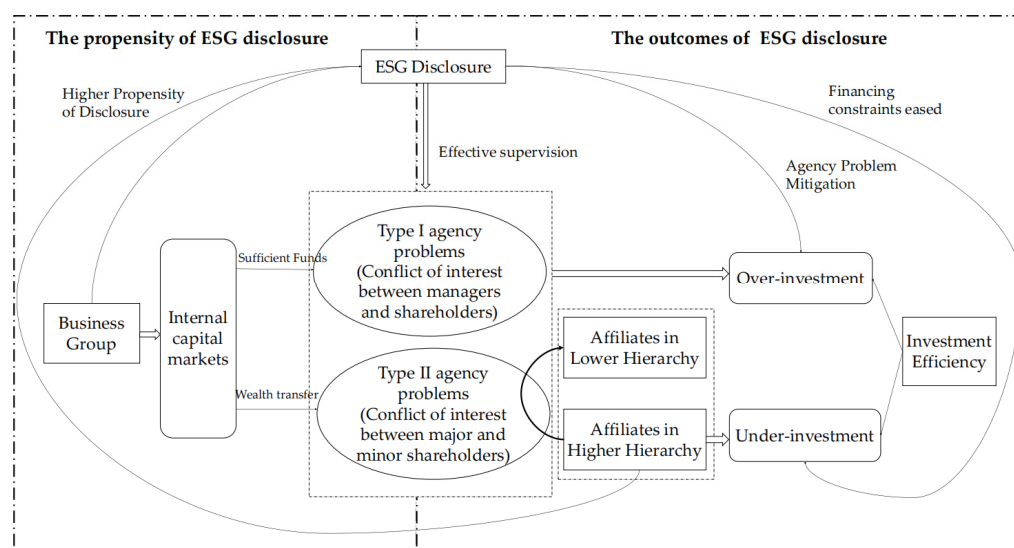 The propensity of ESG disclosure
The outcomes of ESG disclosure
ESG Disclosure
Higher Propensity
of Disclosure
Financing
constraints eased
Effective supervision
Agency Problem
Mitigation
Type I agency
problems
(Conflict of interest
between managers
and shareholders)
Sufficient Funds
Over-investment
Business
Group
Internal
capital
markets
Affiliates in
Lower Hierarchy
Investment
Efficiency
Type II agency
problems
(Conflict of interest
between major and
minor shareholders)
Wealth transfer
Affiliates in
Higher Hierarchy
Under-investment